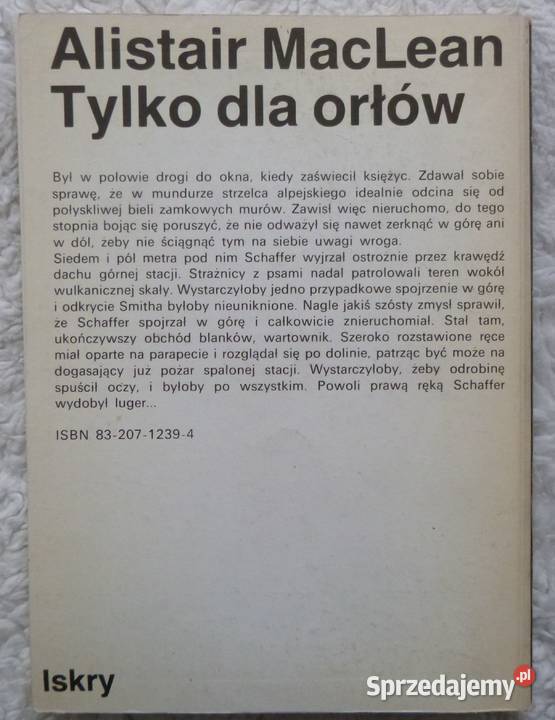 Alistair MacLean
Tylko dla orłów
Był w połowie drogi do okna, kiedy zaświecił księżyc. Zdawał sobie
sprawę, że w mundurze strzelca alpejskiego idealnie odcina się od
połyskliwej bieli zamkowych murów. Zawisł więc nieruchomo, do tego
stopnia bojąc się poruszyć, że nie odważył się nawet zerknąć w górę ani
w dół, żeby nie ściągnąć tym na siebie uwagi wroga.
Siedem i pół metra pod nim Schaffer wyjrzał ostrożnie przez krawędź
dachu górnej stacji. Strażnicy z psami nadal patrolowali teren wokół
wulkanicznej skały. Wystarczyłoby jedno przypadkowe spojrzenie w górę
i odkrycie Smitha byłoby nieuniknione. Nagle jakiś szósty zmysł sprawił,
że Schaffer spojrzał w górę i całkowicie znieruchomiał. Stał tam,
ukończywszy obchód blanków, wartownik. Szeroko rozstawione ręce
miał oparte na parapecie i rozglądał się po dolinie, patrząc być może na
dogasający już pożar spalonej stacji. Wystarczyłoby, żeby odrobinę
spuścił oczy, i byłoby po wszystkim. Powoli prawą ręką Schaffer
wydobył luger...
ISBN 83-207-1239-4
Iskry
Sprzedajemy.pl